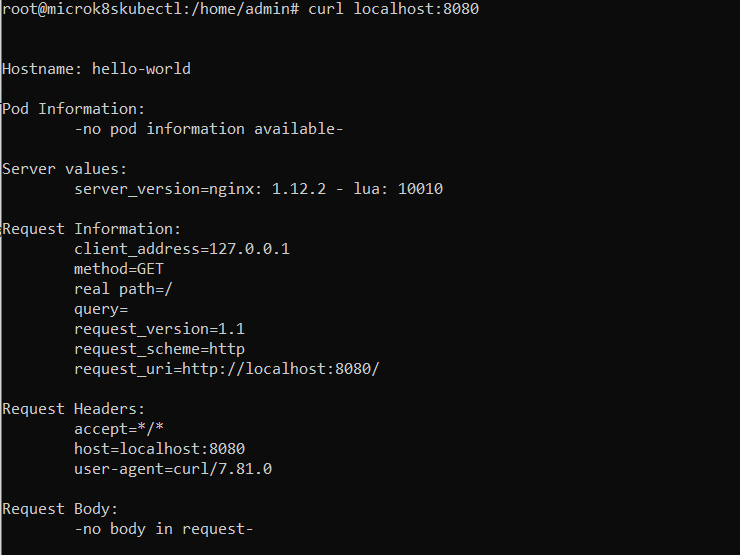 root@microk8skubectl:/home/admin# curl localhost:8080
Hostname: hello-world
Pod Information:
-no pod information available-
Server values:
server_version=nginx: 1.12.2 - lua: 10010
Request Information:
client_address=127.0.0.1
method=GET
real path=/
query=
request_version=1.1
request_scheme=http
request_uri=http://localhost:8080/
Request Headers:
accept=*/*
host=localhost:8080
user-agent=curl/7.81.0
Request Body:
-no body in request-